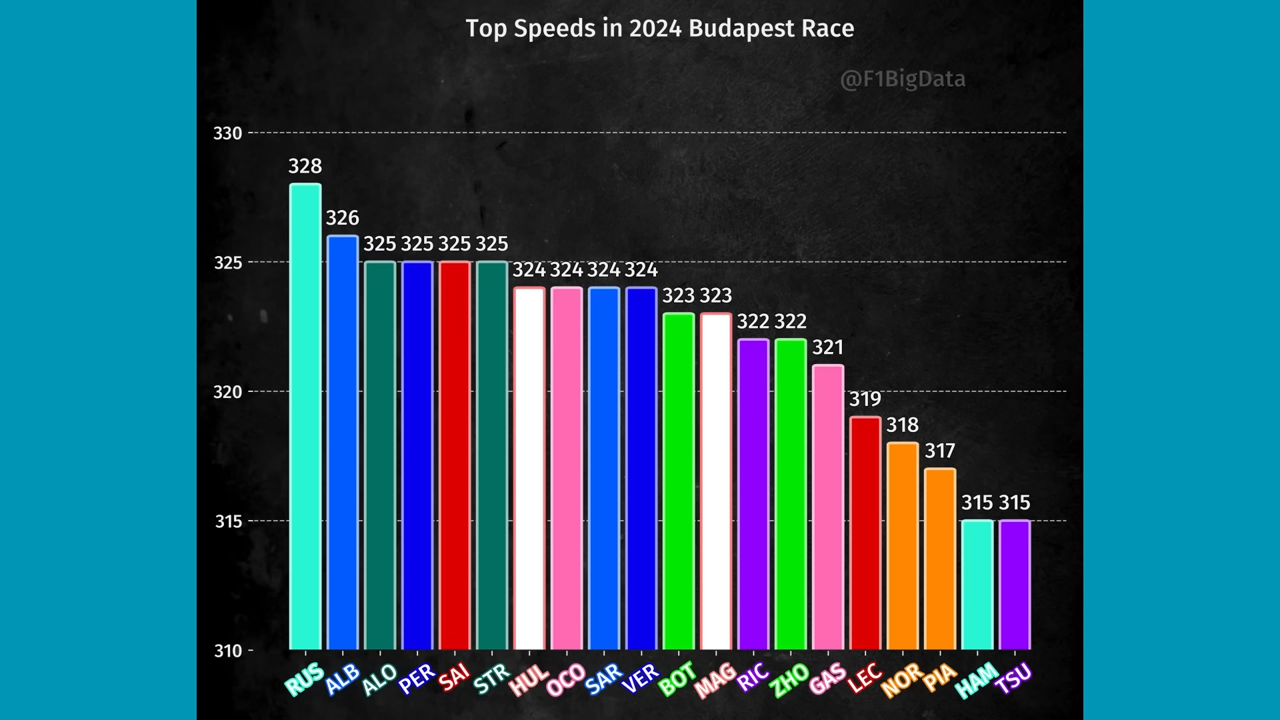 Top Speeds in 2024 Budapest Race
@F1BigData
330
328
326
325 325 325 325
325
324 324 324 324
323 323
322 322
321
320
319
318
317
315 315
315
310
RUS ALB ALO PER SAI STR HUL OCO SAR VER BOT MAG RIC ZHO GAS LEC NOR PIA HAM TSU